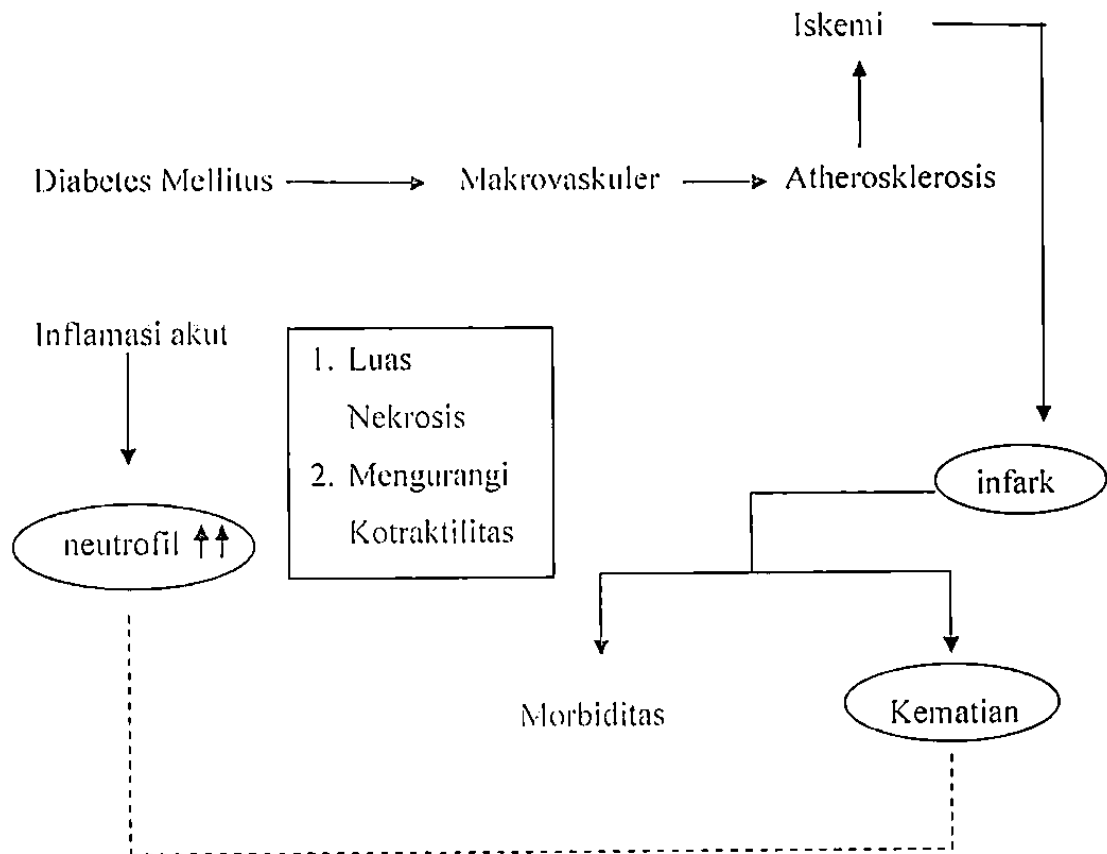 Iskemi
Diabetes Mellitus
Makrovaskuler
Atherosklerosis
Inflamasi akut
1. Luas
Nekrosis
2. Mengurangi
Kotraktilitas
neutrofil ↑↑
infark
Morbiditas
Kematian